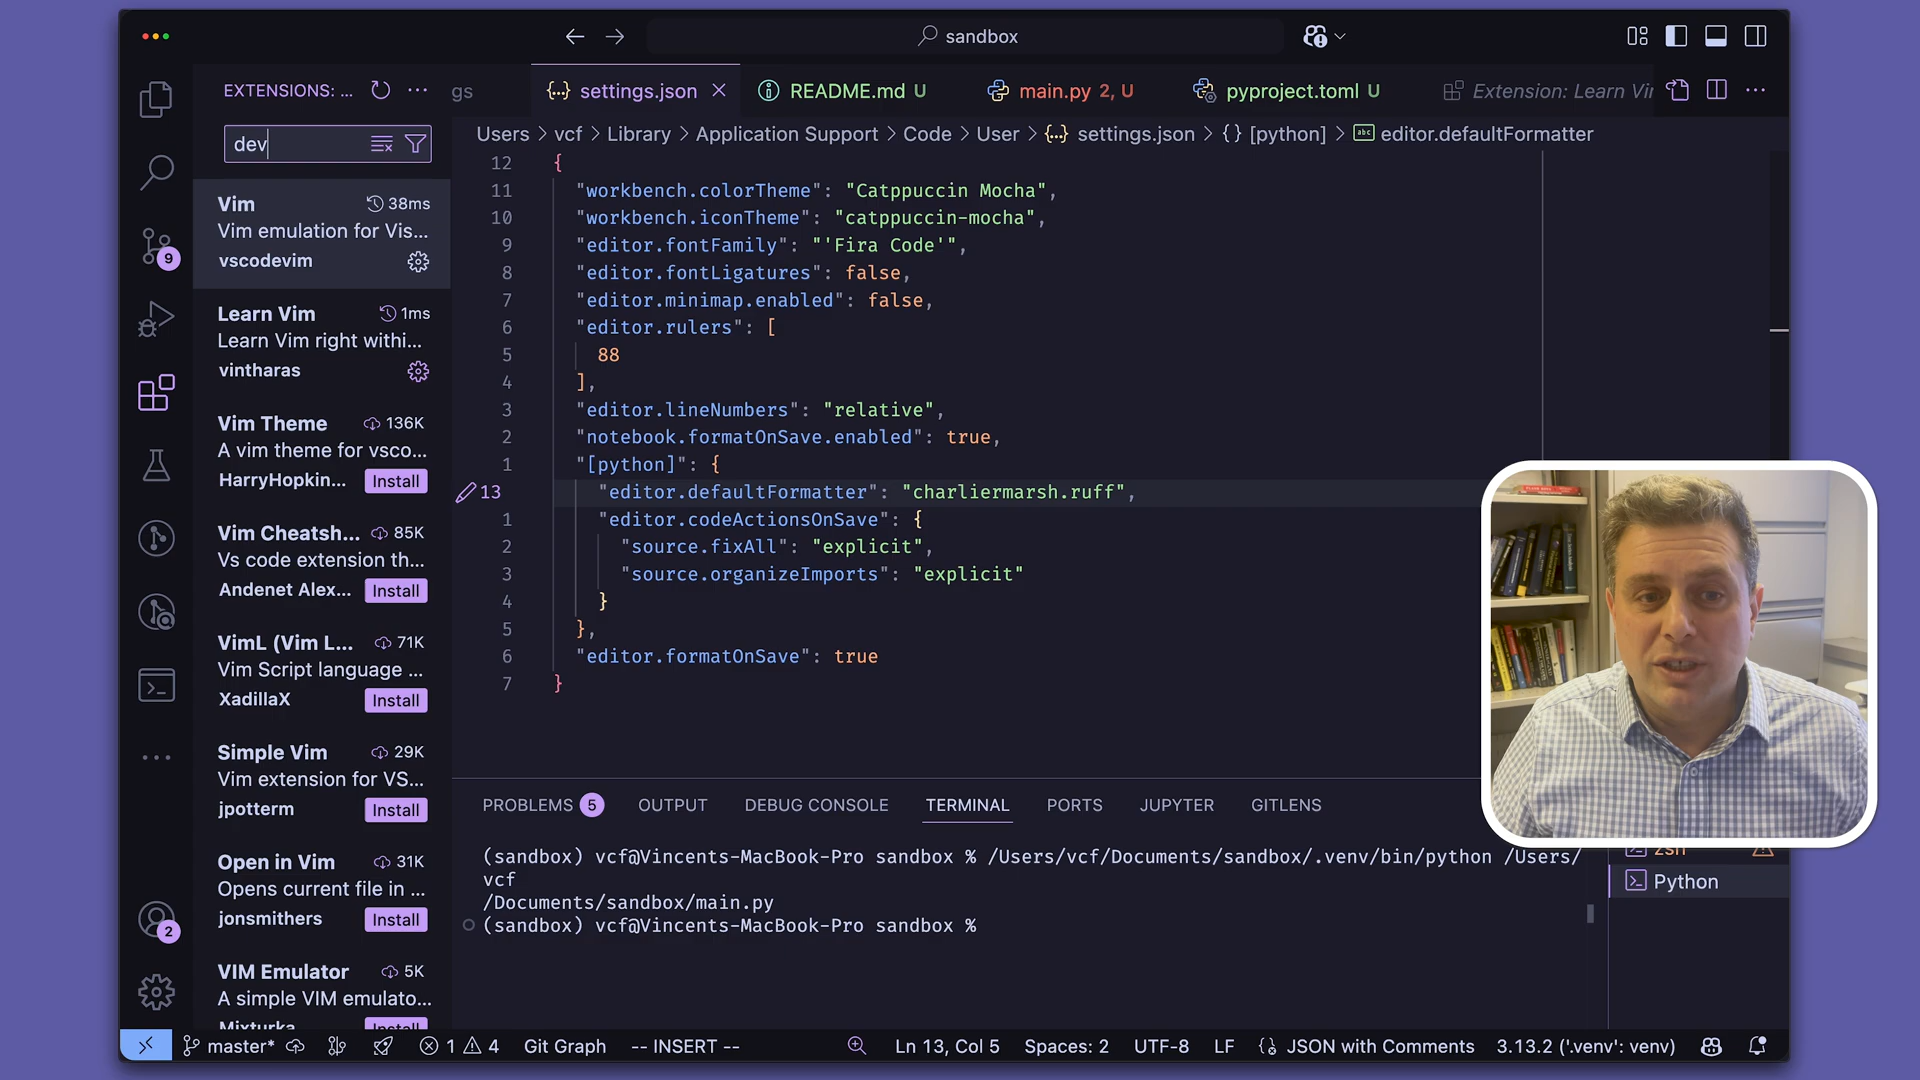 sandbox
EXTENSIONS: ...
gs
settings.json
README.md U
main.py 2, U
pyproject.toml U
Extension: Learn Vi
dev
Users > vcf > Library > Application Support > Code > User > {..} settings.json > {} [python] > editor.defaultFormatter
Vim 38ms
Vim emulation for Vis...
vscodevim
Learn Vim 1ms
Learn Vim right withi...
vintharas
Vim Theme 136K
A vim theme for vsco...
HarryHopkin... Install
Vim Cheatsh... 85K
Vs code extension th...
Andenet Alex... Install
VimL (Vim L... 71K
Vim Script language ...
XadillaX Install
Simple Vim 29K
Vim extension for VS...
jpotterm Install
Open in Vim 31K
Opens current file in ...
jonsmithers Install
VIM Emulator 5K
A simple VIM emulato...
Mixturka Install
9
2
12 {
11 "workbench.colorTheme": "Catppuccin Mocha",
10 "workbench.iconTheme": "catppuccin-mocha",
9 "editor.fontFamily": "'Fira Code'",
8 "editor.fontLigatures": false,
7 "editor.minimap.enabled": false,
6 "editor.rulers": [
5 88
4 ],
3 "editor.lineNumbers": "relative",
2 "notebook.formatOnSave.enabled": true,
1 "[python]": {
13 "editor.defaultFormatter": "charliermarsh.ruff",
1 "editor.codeActionsOnSave": {
2 "source.fixAll": "explicit",
3 "source.organizeImports": "explicit"
4 }
5 },
6 "editor.formatOnSave": true
7 }
PROBLEMS 5 OUTPUT DEBUG CONSOLE TERMINAL PORTS JUPYTER GITLENS
(sandbox) vcf@Vincents-MacBook-Pro sandbox % /Users/vcf/Documents/sandbox/.venv/bin/python /Users/
vcf
/Documents/sandbox/main.py
(sandbox) vcf@Vincents-MacBook-Pro sandbox %
zsh
Python
master* 1 4 Git Graph -- INSERT -- Ln 13, Col 5 Spaces: 2 UTF-8 LF JSON with Comments 3.13.2 ('.venv': venv)